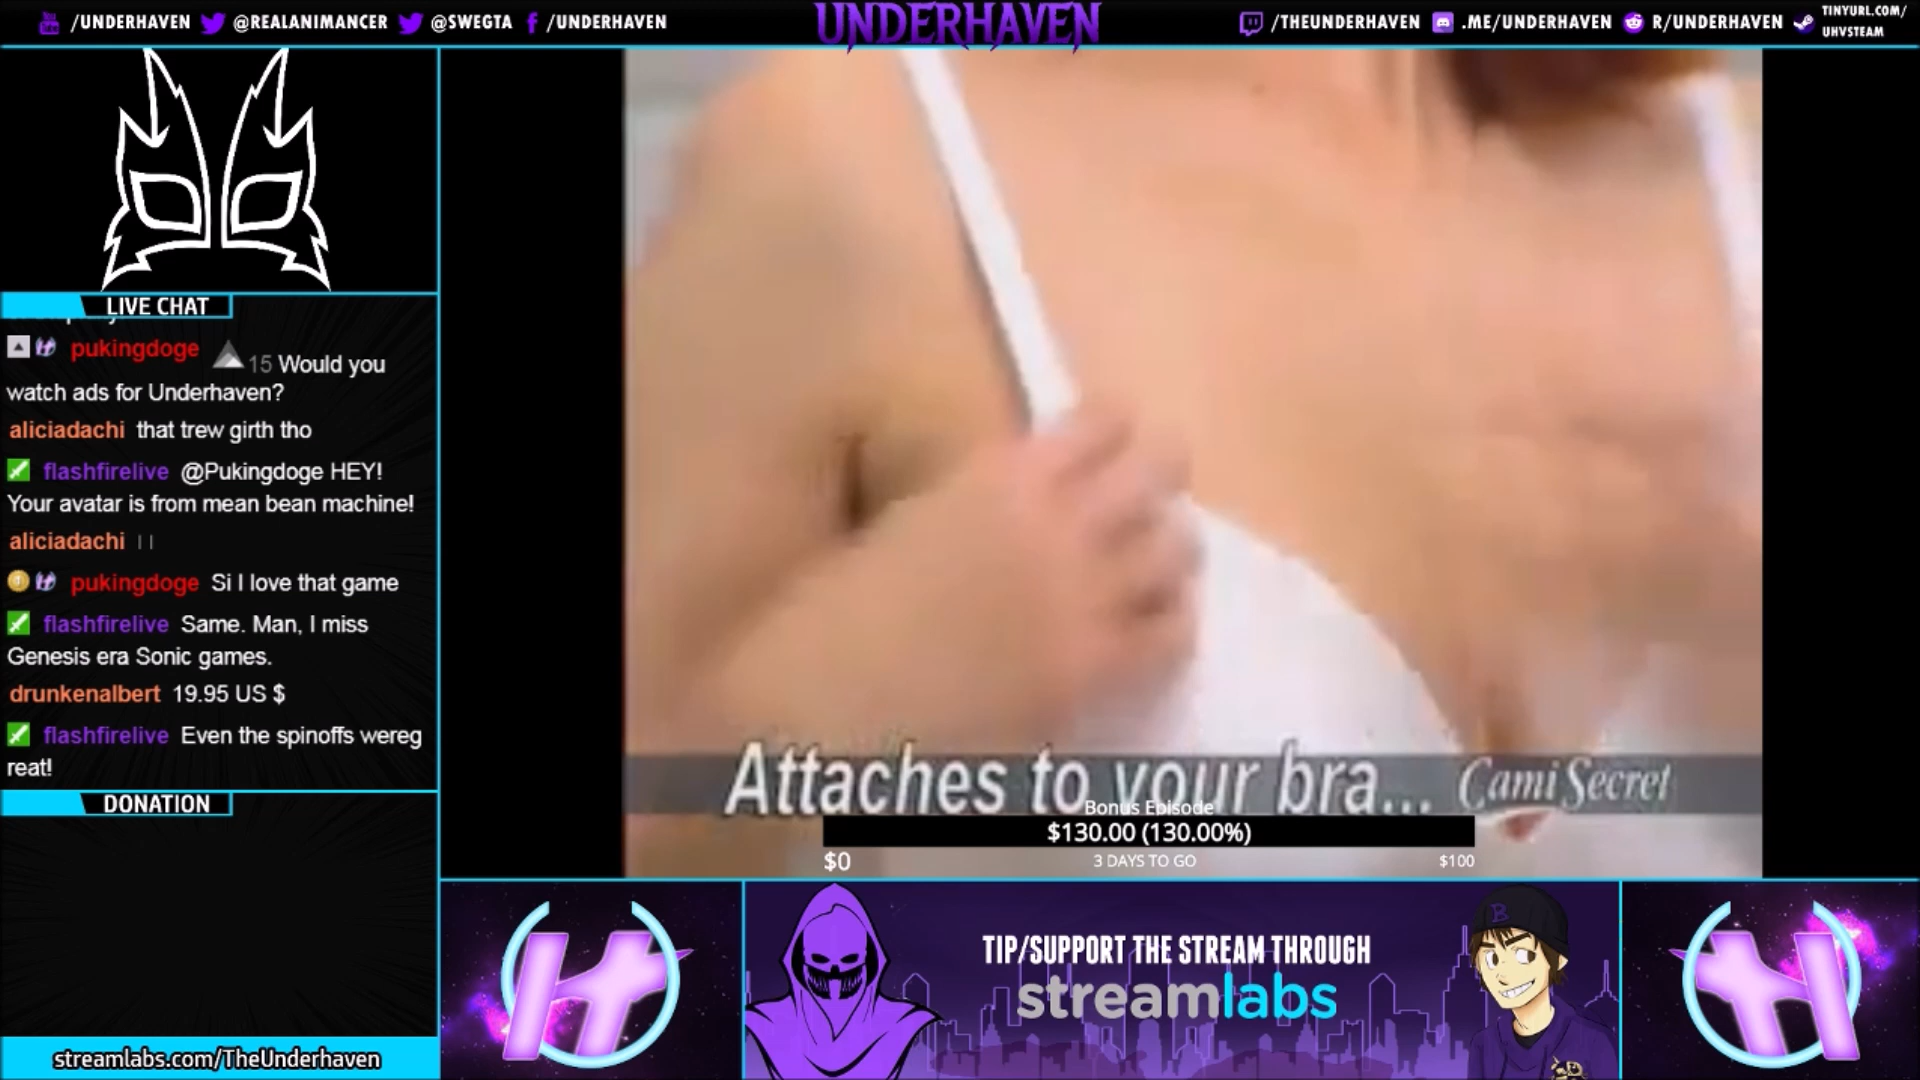 /UNDERHAVEN @REALANIMANCER @SWEGTA /UNDERHAVEN
UNDERHAVEN
/THEUNDERHAVEN .ME/UNDERHAVEN R/UNDERHAVEN TINYURL.COM/
UHVSTEAM
LIVE CHAT
pukingdoge 15 Would you
watch ads for Underhaven?
aliciadachi that trew girth tho
flashfirelive @Pukingdoge HEY!
Your avatar is from mean bean machine!
aliciadachi
pukingdoge Si I love that game
flashfirelive Same. Man, I miss
Genesis era Sonic games.
drunkenalbert 19.95 US $
flashfirelive Even the spinoffs wereg
reat!
DONATION
streamlabs.com/TheUnderhaven
Attaches to your bra... Cami Secret
Bonus Episode
$130.00 (130.00%)
$0 3 DAYS TO GO $100
TIP/SUPPORT THE STREAM THROUGH
streamlabs
B